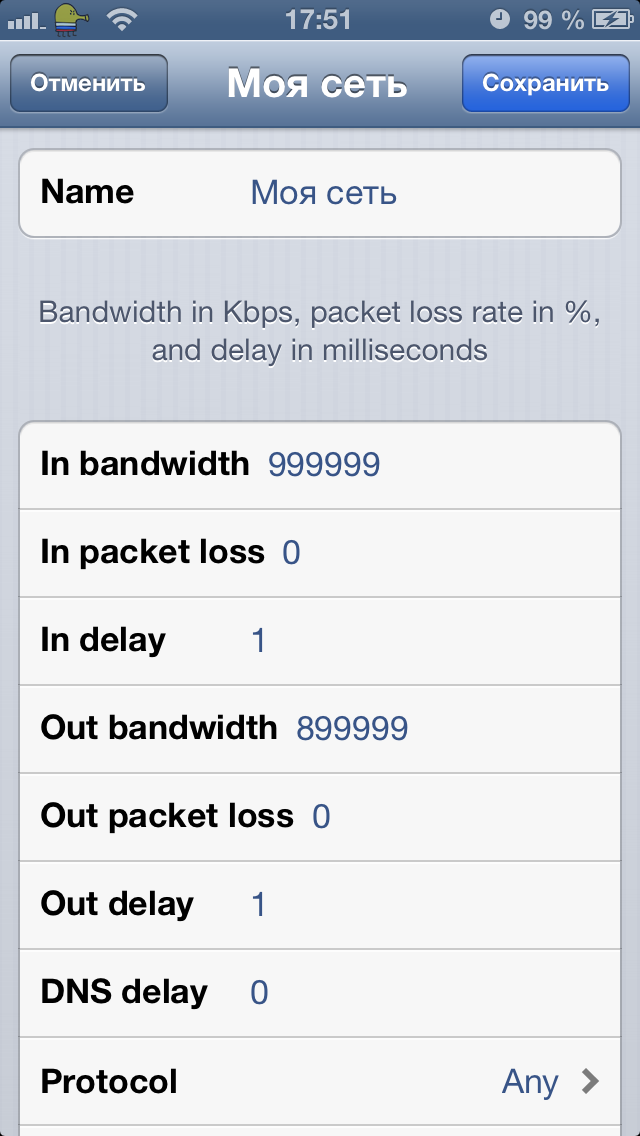 17:51
99 %
Отменить
Моя сеть
Сохранить
Name Моя сеть
Bandwidth in Kbps, packet loss rate in %,
and delay in milliseconds
In bandwidth 999999
In packet loss 0
In delay 1
Out bandwidth 899999
Out packet loss 0
Out delay 1
DNS delay 0
Protocol Any